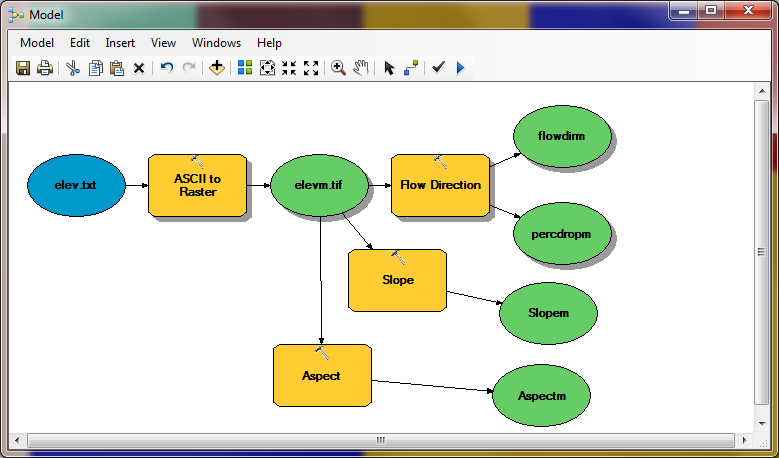 Model
Model Edit Insert View Windows Help
flowdirm
elev.txt
ASCII to
Raster
elevm.tif
Flow Direction
percdropm
Slope
Slopem
Aspect
Aspectm